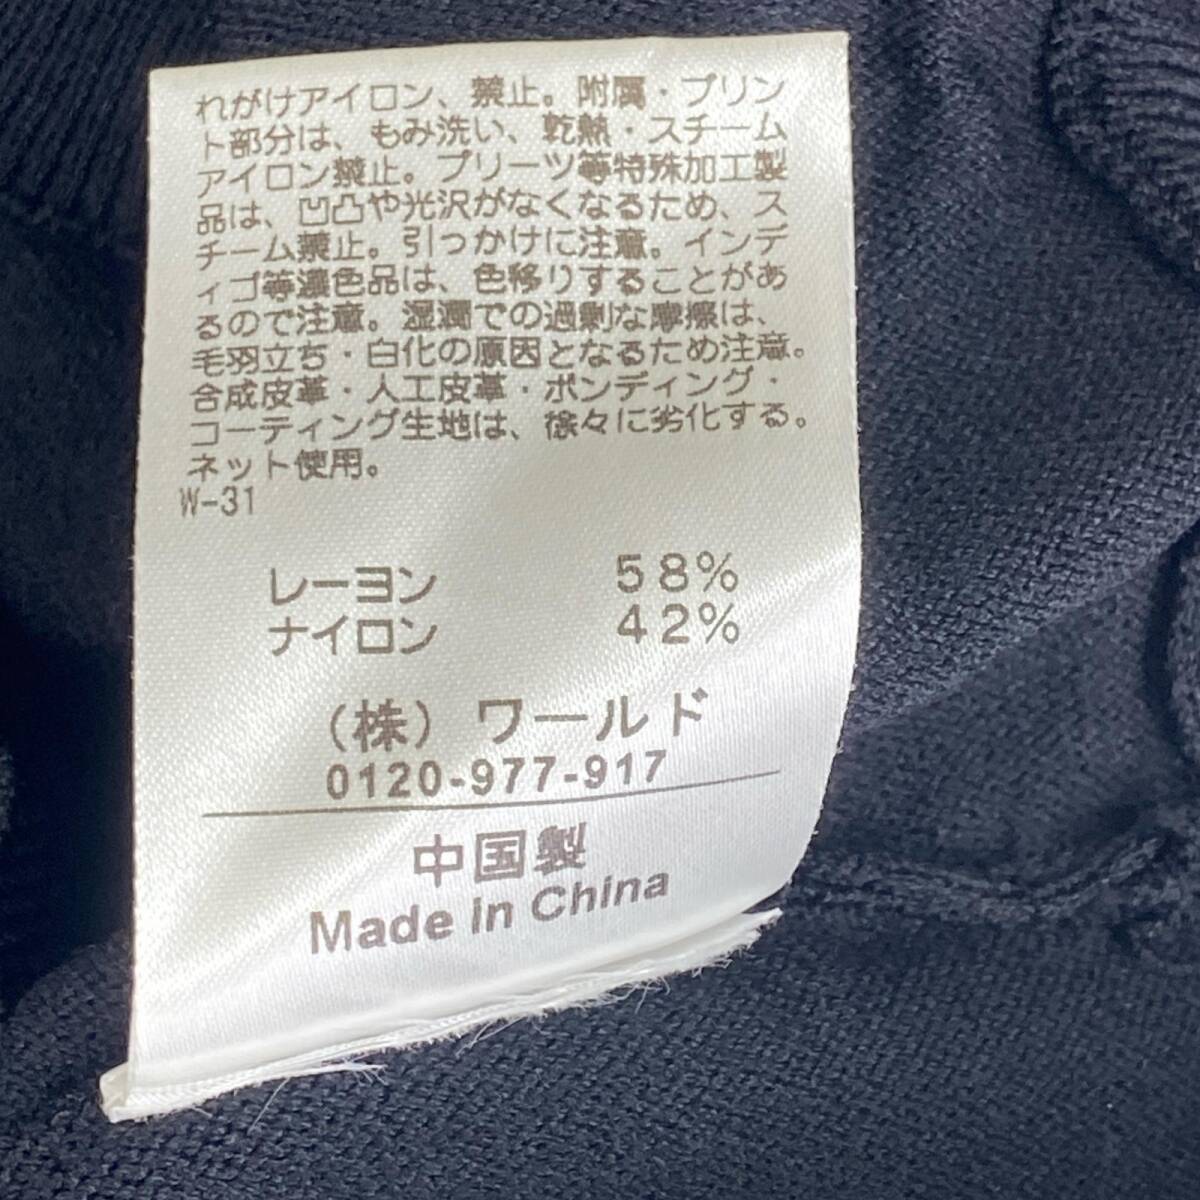 れがけアイロン、禁止。附属・プリン
ト部分は、もみ洗い、乾熱・スチーム
アイロン禁止。プリーツ等特殊加工製
品は、凹凸や光沢がなくなるため、ス
チーム禁止。引っかけに注意。インデ
ィゴ等濃色品は、色移りすることがあ
るので注意。湿潤での過剰な摩擦は、
毛羽立ち・白化の原因となるため注意。
合成皮革・人工皮革・ボンディング・
コーティング生地は、徐々に劣化する。
ネット使用。
W-31
レーヨン 58%
ナイロン 42%
（株）ワールド
0120-977-917
中国製
Made in China